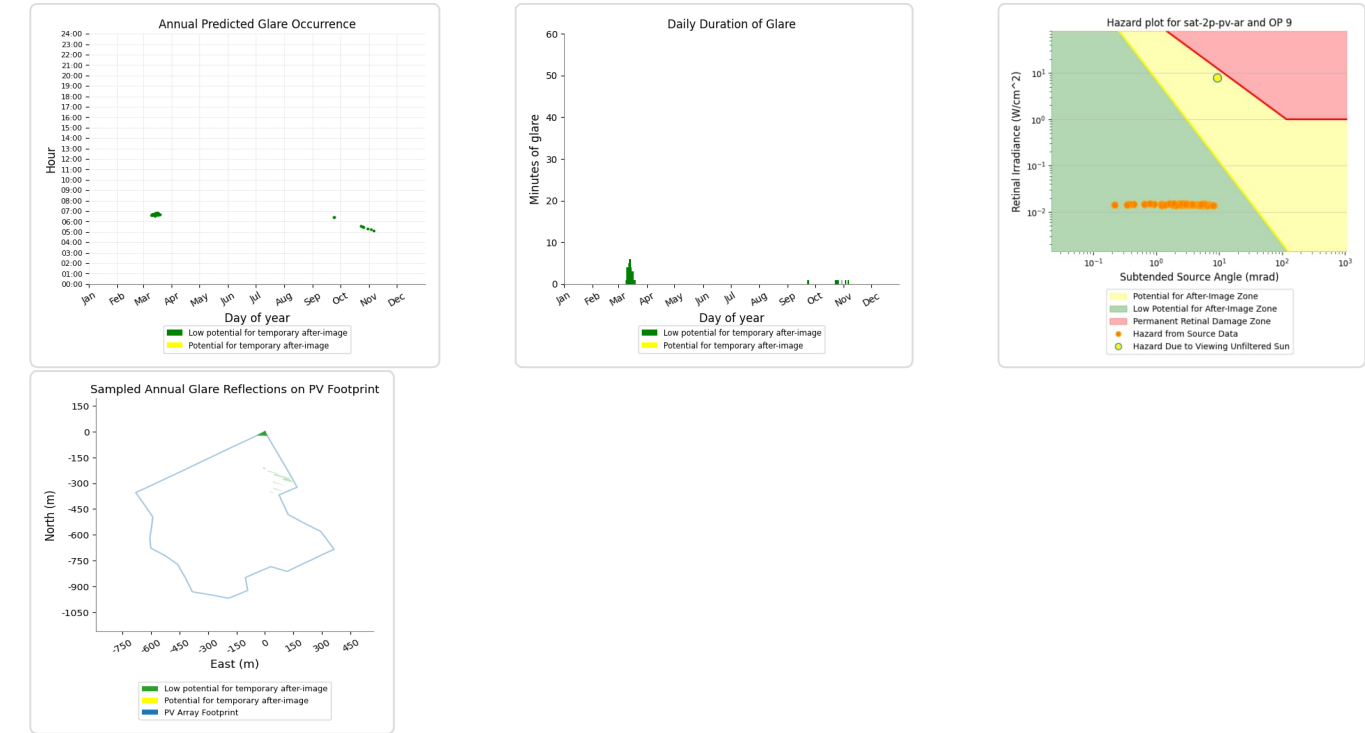 Annual Predicted Glare Occurrence
24:00
23:00
22:00
21:00
20:00
19:00
18:00
17:00
16:00
15:00
14:00
13:00
12:00
11:00
10:00
09:00
08:00
07:00
06:00
05:00
04:00
03:00
02:00
01:00
00:00
Hour
Jan Feb Mar Apr May Jun Jul Aug Sep Oct Nov Dec
Day of year
Low potential for temporary after-image
Potential for temporary after-image
Daily Duration of Glare
60
50
40
30
20
10
0
Minutes of glare
Jan Feb Mar Apr May Jun Jul Aug Sep Oct Nov Dec
Day of year
Low potential for temporary after-image
Potential for temporary after-image
Hazard plot for sat-2p-pv-ar and OP 9
10^1
10^0
10^-1
10^-2
Retinal Irradiance (W/cm^2)
10^-1 10^0 10^1 10^2 10^3
Subtended Source Angle (mrad)
Potential for After-Image Zone
Low Potential for After-Image Zone
Permanent Retinal Damage Zone
Hazard from Source Data
Hazard Due to Viewing Unfiltered Sun
Sampled Annual Glare Reflections on PV Footprint
150
0
-150
-300
-450
-600
-750
-900
-1050
North (m)
-750 -600 -450 -300 -150 0 150 300 450
East (m)
Low potential for temporary after-image
Potential for temporary after-image
PV Array Footprint